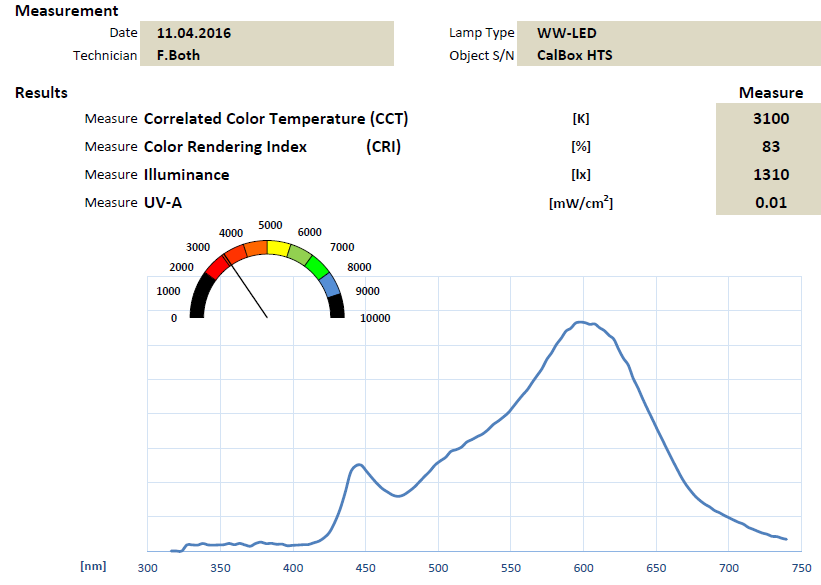 Measurement
Date 11.04.2016 Lamp Type WW-LED
Technician F.Both Object S/N CalBox HTS
Results Measure
Measure Correlated Color Temperature (CCT) [K] 3100
Measure Color Rendering Index (CRI) [%] 83
Measure Illuminance [lx] 1310
Measure UV-A [mW/cm²] 0.01
0 1000 2000 3000 4000 5000 6000 7000 8000 9000 10000
[nm] 300 350 400 450 500 550 600 650 700 750